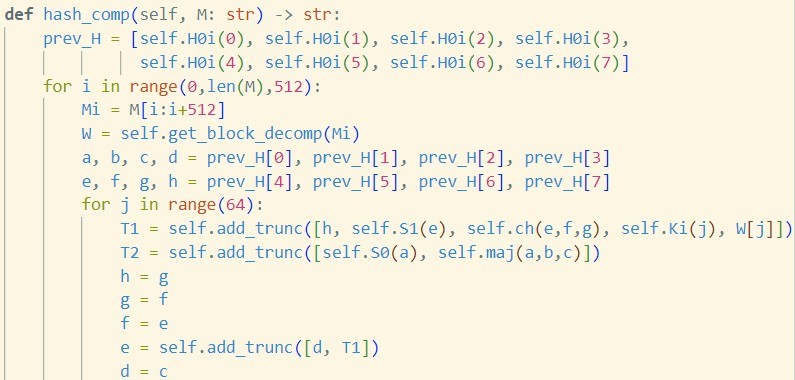 def hash_comp(self, M: str) -> str:
    prev_H = [self.H0i(0), self.H0i(1), self.H0i(2), self.H0i(3),
              self.H0i(4), self.H0i(5), self.H0i(6), self.H0i(7)]
    for i in range(0,len(M),512):
        Mi = M[i:i+512]
        W = self.get_block_decomp(Mi)
        a, b, c, d = prev_H[0], prev_H[1], prev_H[2], prev_H[3]
        e, f, g, h = prev_H[4], prev_H[5], prev_H[6], prev_H[7]
        for j in range(64):
            T1 = self.add_trunc([h, self.S1(e), self.ch(e,f,g), self.Ki(j), W[j]])
            T2 = self.add_trunc([self.S0(a), self.maj(a,b,c)])
            h = g
            g = f
            f = e
            e = self.add_trunc([d, T1])
            d = c